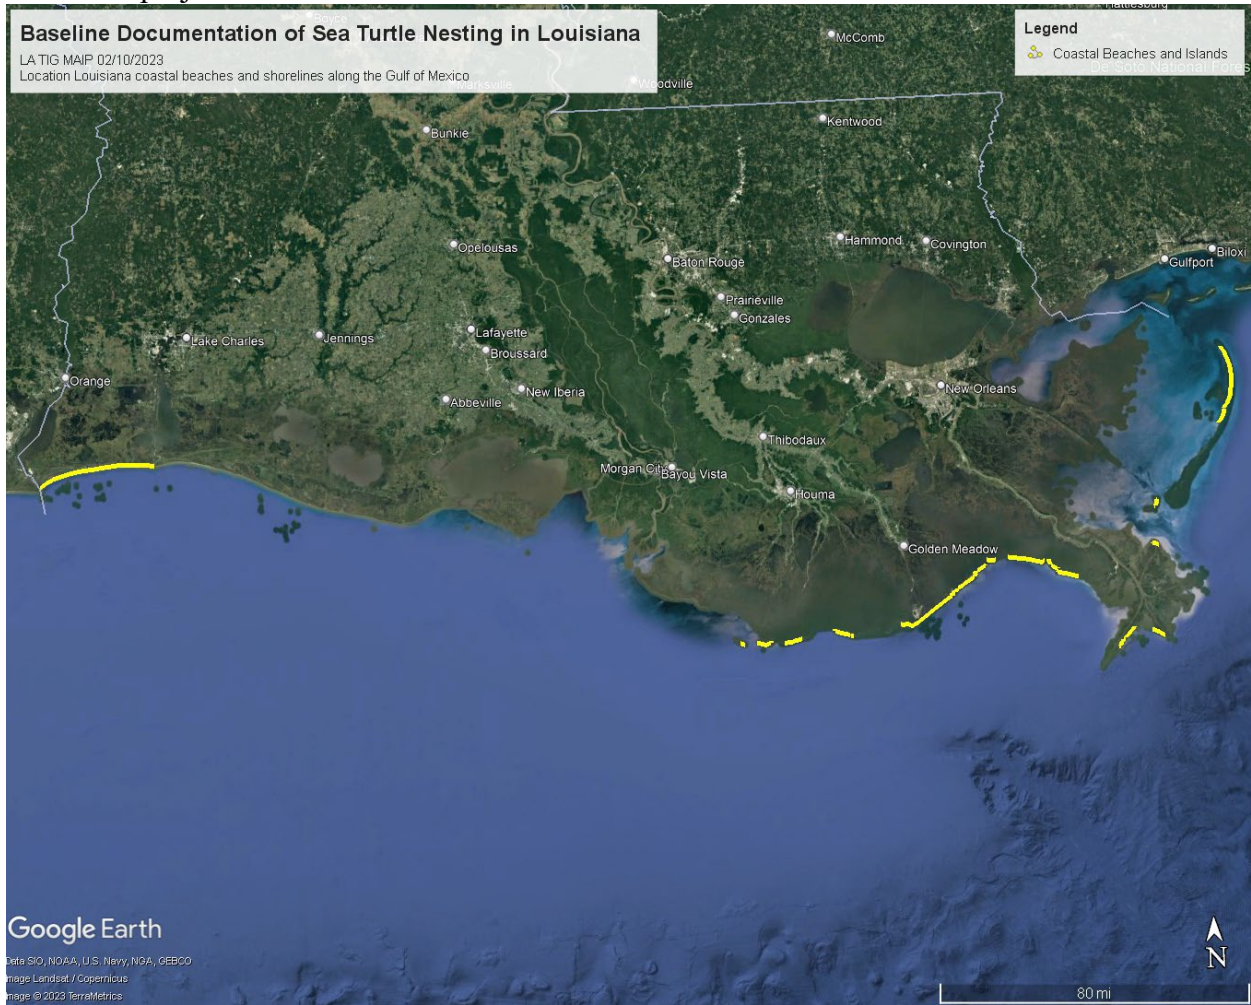 Baseline Documentation of Sea Turtle Nesting in Louisiana
LA TIG MAIP 02/10/2023
Location Louisiana coastal beaches and shorelines along the Gulf of Mexico
Legend
Coastal Beaches and Islands
McComb
Marksville
Woodville
Bunkie
Kentwood
Opelousas
Hammond
Covington
Biloxi
Baton Rouge
Gulfport
Prairieville
Gonzales
Lake Charles
Jennings
Lafayette
Broussard
Orange
New Iberia
New Orleans
Abbeville
Thibodaux
Morgan City
Bayou Vista
Houma
Golden Meadow
Google Earth
Data SIO, NOAA, U.S. Navy, NGA, GEBCO
Image Landsat / Copernicus
Image © 2023 TerraMetrics
N
80 mi